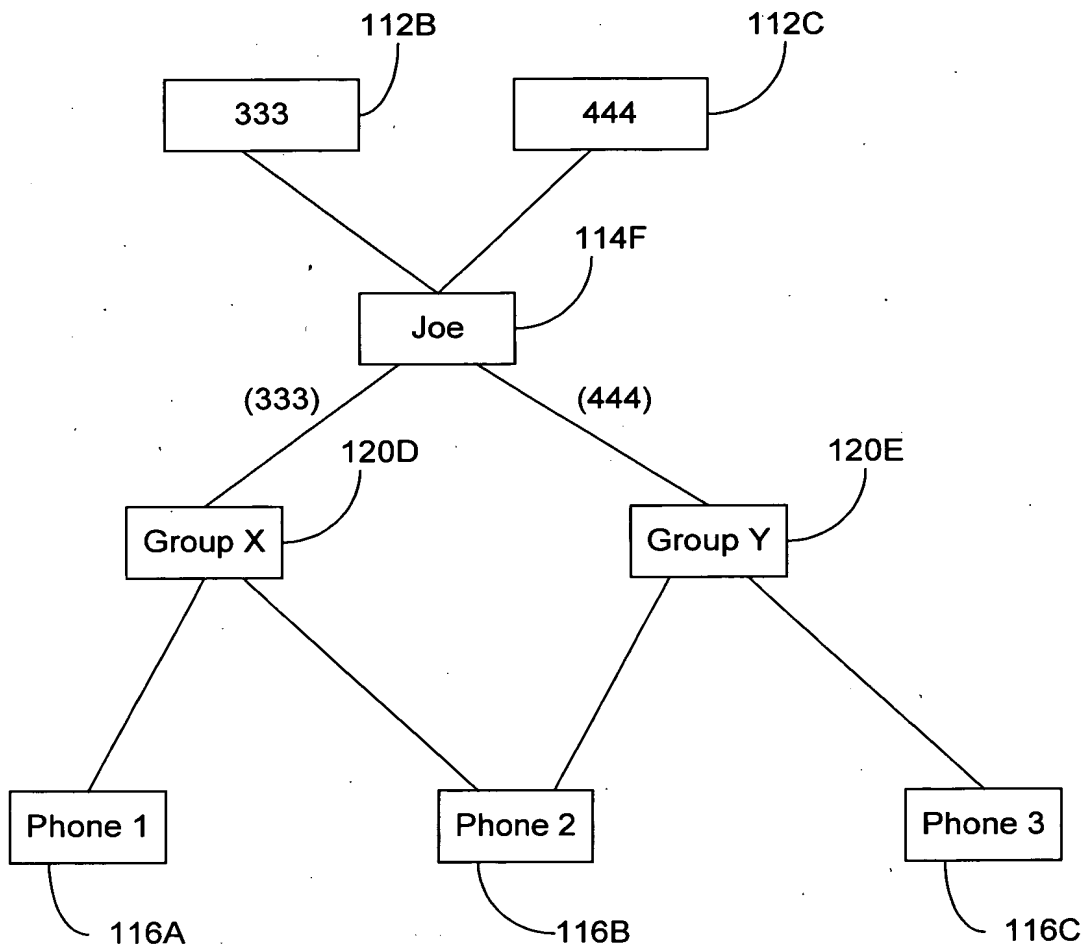 112B
112C
333
444
114F
Joe
(333)
(444)
120D
120E
Group X
Group Y
Phone 1
Phone 2
Phone 3
116A
116B
116C